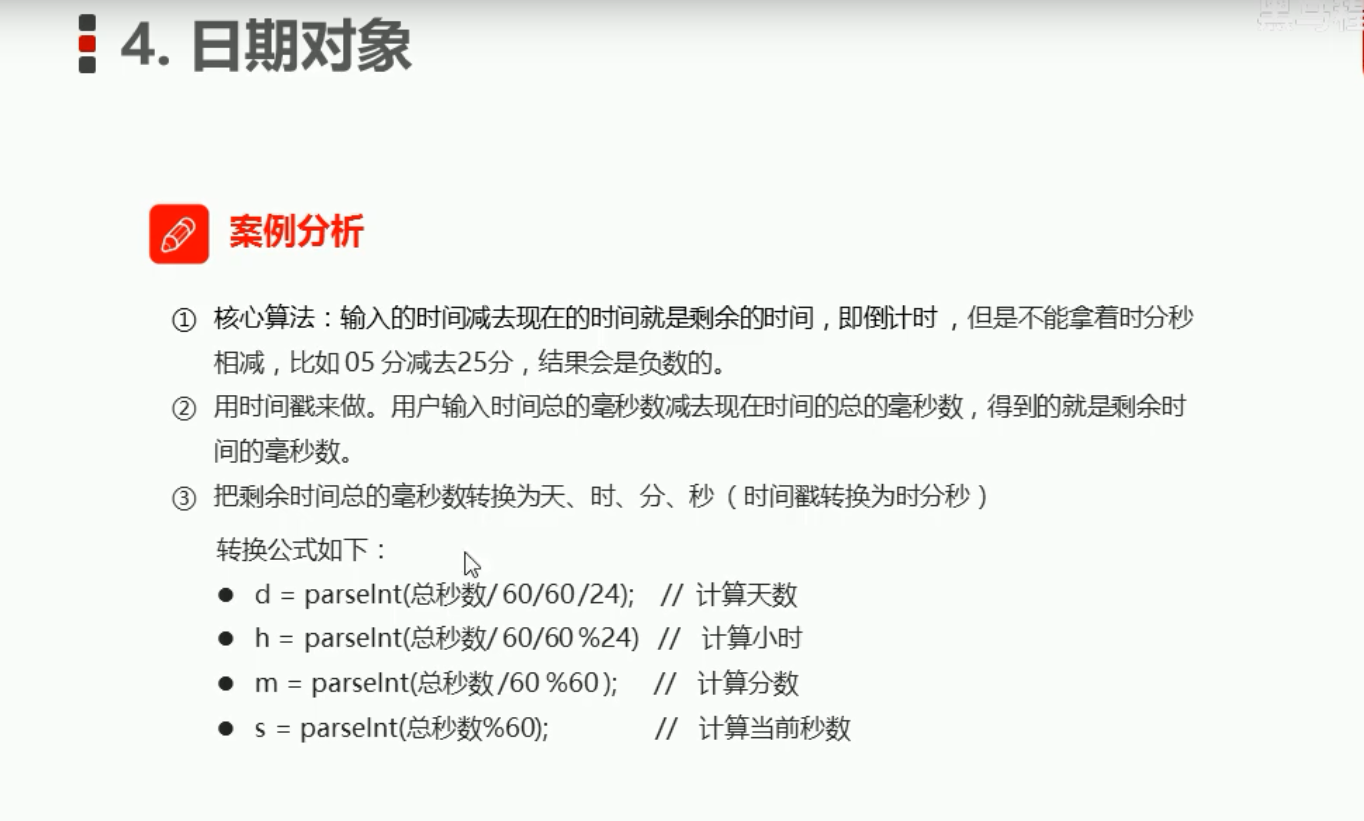 黑马程
4. 日期对象
案例分析
① 核心算法：输入的时间减去现在的时间就是剩余的时间，即倒计时 ，但是不能拿着时分秒
相减，比如 05 分减去25分，结果会是负数的。
② 用时间戳来做。用户输入时间总的毫秒数减去现在时间的总的毫秒数，得到的就是剩余时
间的毫秒数。
③ 把剩余时间总的毫秒数转换为天、时、分、秒 （时间戳转换为时分秒）
转换公式如下：
● d = parseInt(总秒数/ 60/60 /24); // 计算天数
● h = parseInt(总秒数/ 60/60 %24) // 计算小时
● m = parseInt(总秒数 /60 %60 ); // 计算分数
● s = parseInt(总秒数%60); // 计算当前秒数